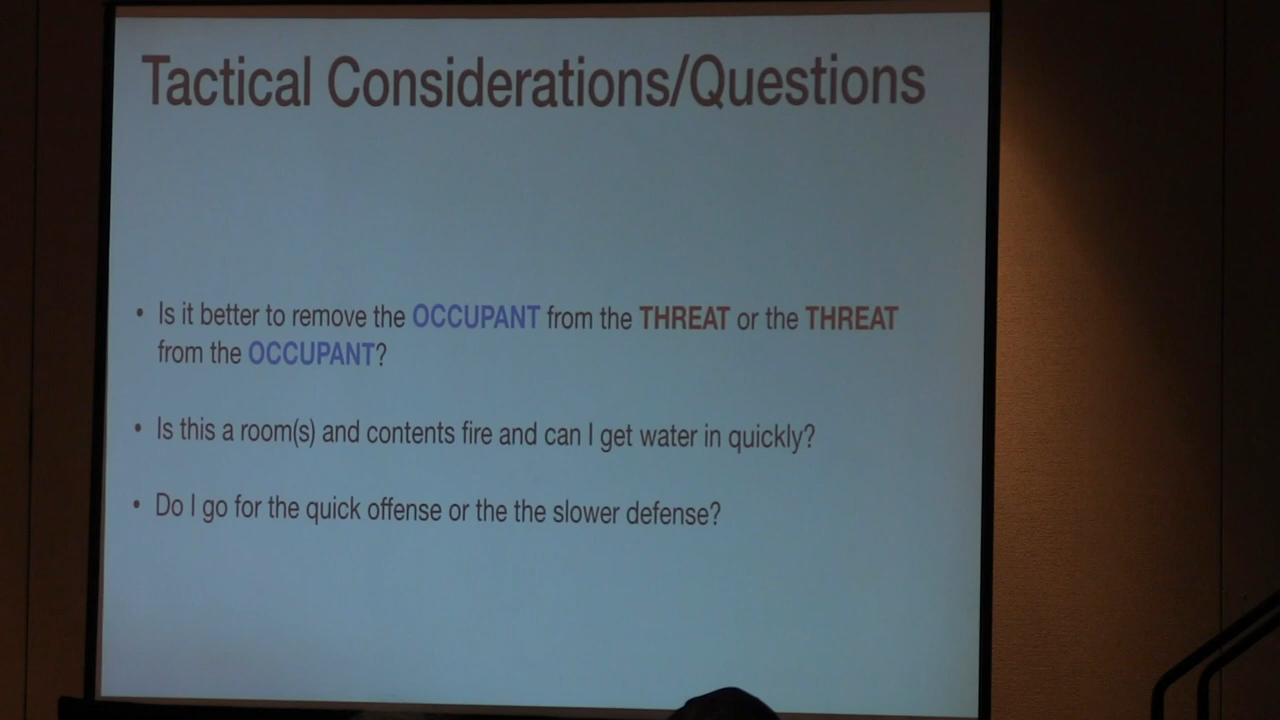 Tactical Considerations/Questions
• Is it better to remove the OCCUPANT from the THREAT or the THREAT
from the OCCUPANT?
• Is this a room(s) and contents fire and can I get water in quickly?
• Do I go for the quick offense or the the slower defense?